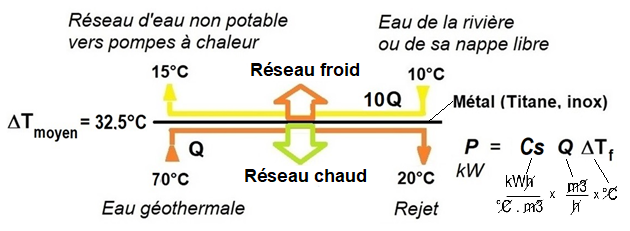 Réseau d'eau non potable
vers pompes à chaleur
Eau de la rivière
ou de sa nappe libre
15°C
Réseau froid
10°C
10Q
Métal (Titane, inox)
ΔTmoyen = 32,5°C
Q
P = Cs Q ΔTf
kW
kWh
m3
°C . m3 x h x °C
70°C
Réseau chaud
20°C
Eau géothermale
Rejet